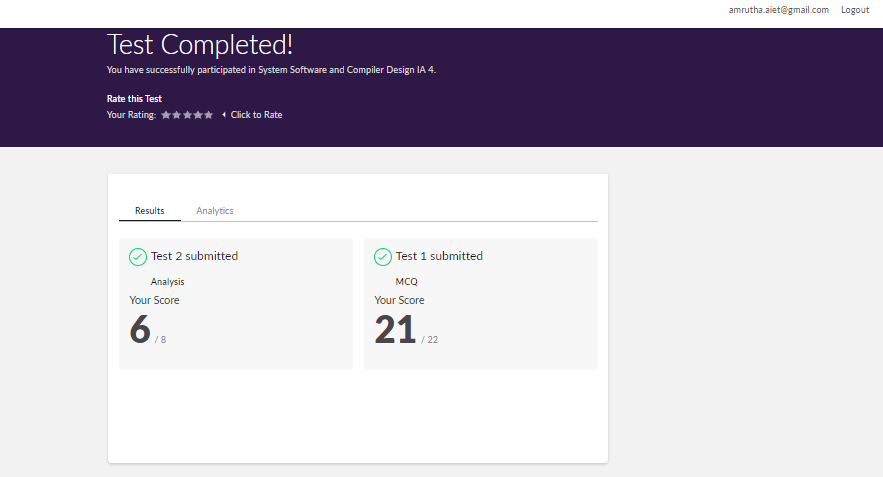 amrutha.aiet@gmail.com Logout
Test Completed!
You have successfully participated in System Software and Compiler Design IA 4.
Rate this Test
Your Rating: Click to Rate
Results Analytics
Test 2 submitted
Analysis
Your Score
6 / 8
Test 1 submitted
MCQ
Your Score
21 / 22